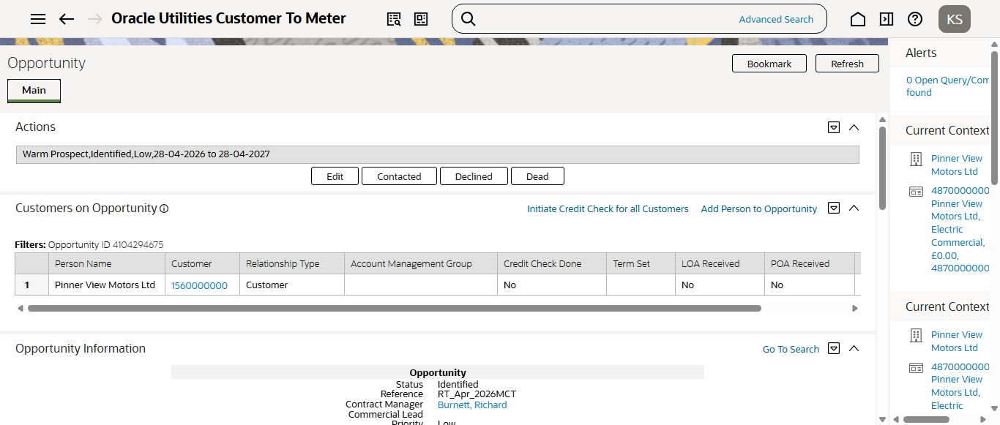 Oracle Utilities Customer To Meter
Advanced Search
KS
Opportunity
Bookmark
Refresh
Main
Actions
Warm Prospect,Identified,Low,28-04-2026 to 28-04-2027
Edit
Contacted
Declined
Dead
Customers on Opportunity
Initiate Credit Check for all Customers
Add Person to Opportunity
Filters: Opportunity ID 4104294675
Person Name Customer Relationship Type Account Management Group Credit Check Done Term Set LOA Received POA Received
1 Pinner View Motors Ltd 1560000000 Customer No No No
Opportunity Information
Go To Search
Opportunity
Status Identified
Reference RT_Apr_2026MCT
Contract Manager Burnett, Richard
Commercial Lead
Priority Low
Alerts
0 Open Query/Com
found
Current Context
Pinner View
Motors Ltd
4870000000
Pinner View
Motors Ltd,
Electric
Commercial,
£0.00,
4870000000
Current Context
Pinner View
Motors Ltd
4870000000
Pinner View
Motors Ltd,
Electric